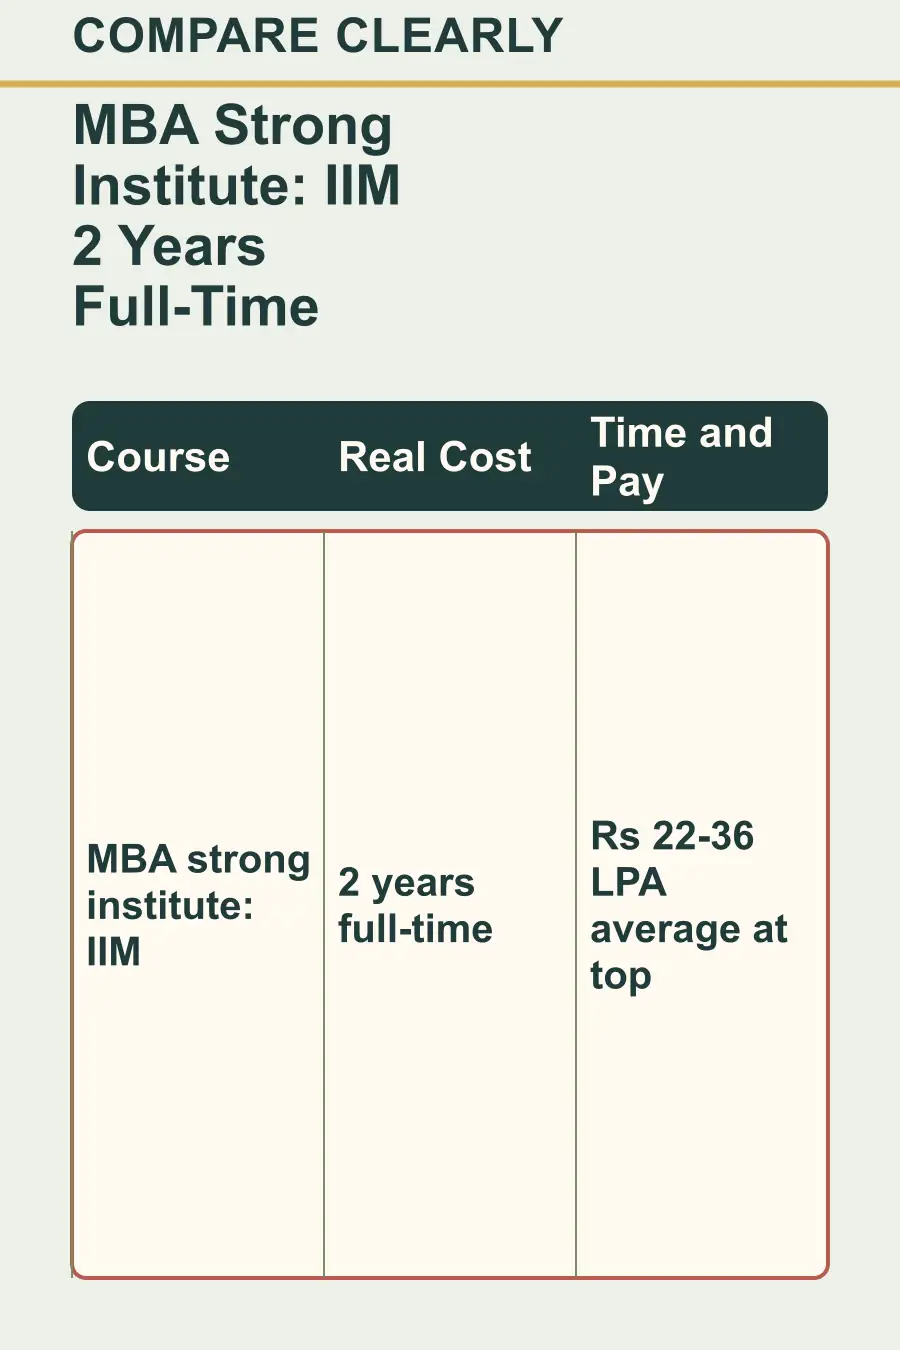 COMPARE CLEARLY
MBA Strong
Institute: IIM
2 Years
Full-Time
Course
Real Cost
Time and
Pay
MBA strong
institute:
IIM
2 years
full-time
Rs 22-36
LPA
average at
top